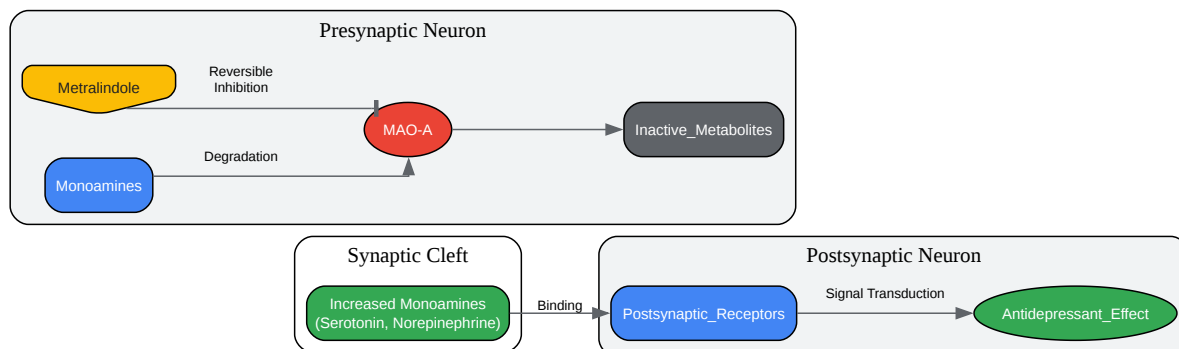 Presynaptic Neuron
Metralindole
Reversible
Inhibition
MAO-A
Inactive_Metabolites
Degradation
Monoamines
Synaptic Cleft
Increased Monoamines
(Serotonin, Norepinephrine)
Binding
Postsynaptic Neuron
Postsynaptic_Receptors
Signal Transduction
Antidepressant_Effect